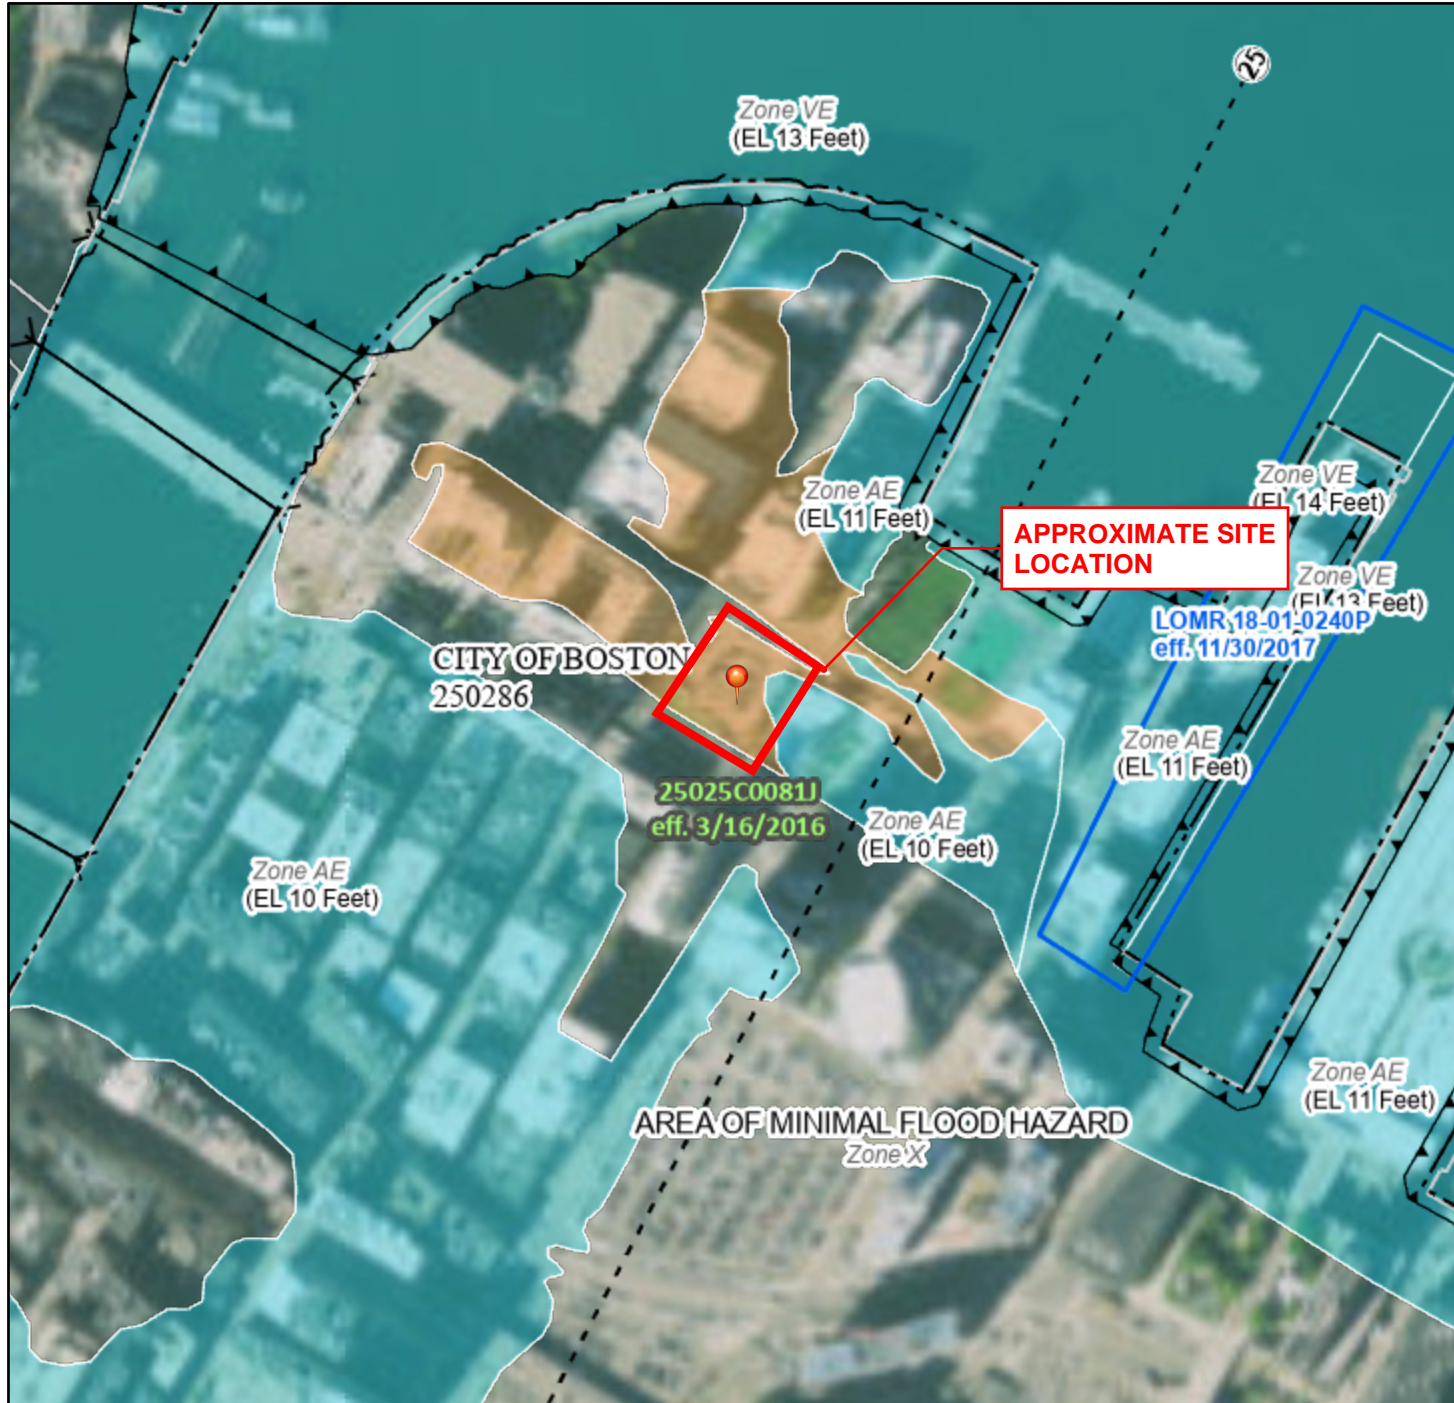 25
Zone VE
(EL 13 Feet)
Zone VE
(EL 14 Feet)
Zone AE
(EL 11 Feet)
APPROXIMATE SITE
LOCATION
Zone VE
(EL 13 Feet)
LOMR 18-01-0240P
eff. 11/30/2017
CITY OF BOSTON
250286
Zone AE
(EL 11 Feet)
25025C0081J
eff. 3/16/2016
Zone AE
(EL 10 Feet)
Zone AE
(EL 10 Feet)
Zone AE
(EL 11 Feet)
AREA OF MINIMAL FLOOD HAZARD
Zone X